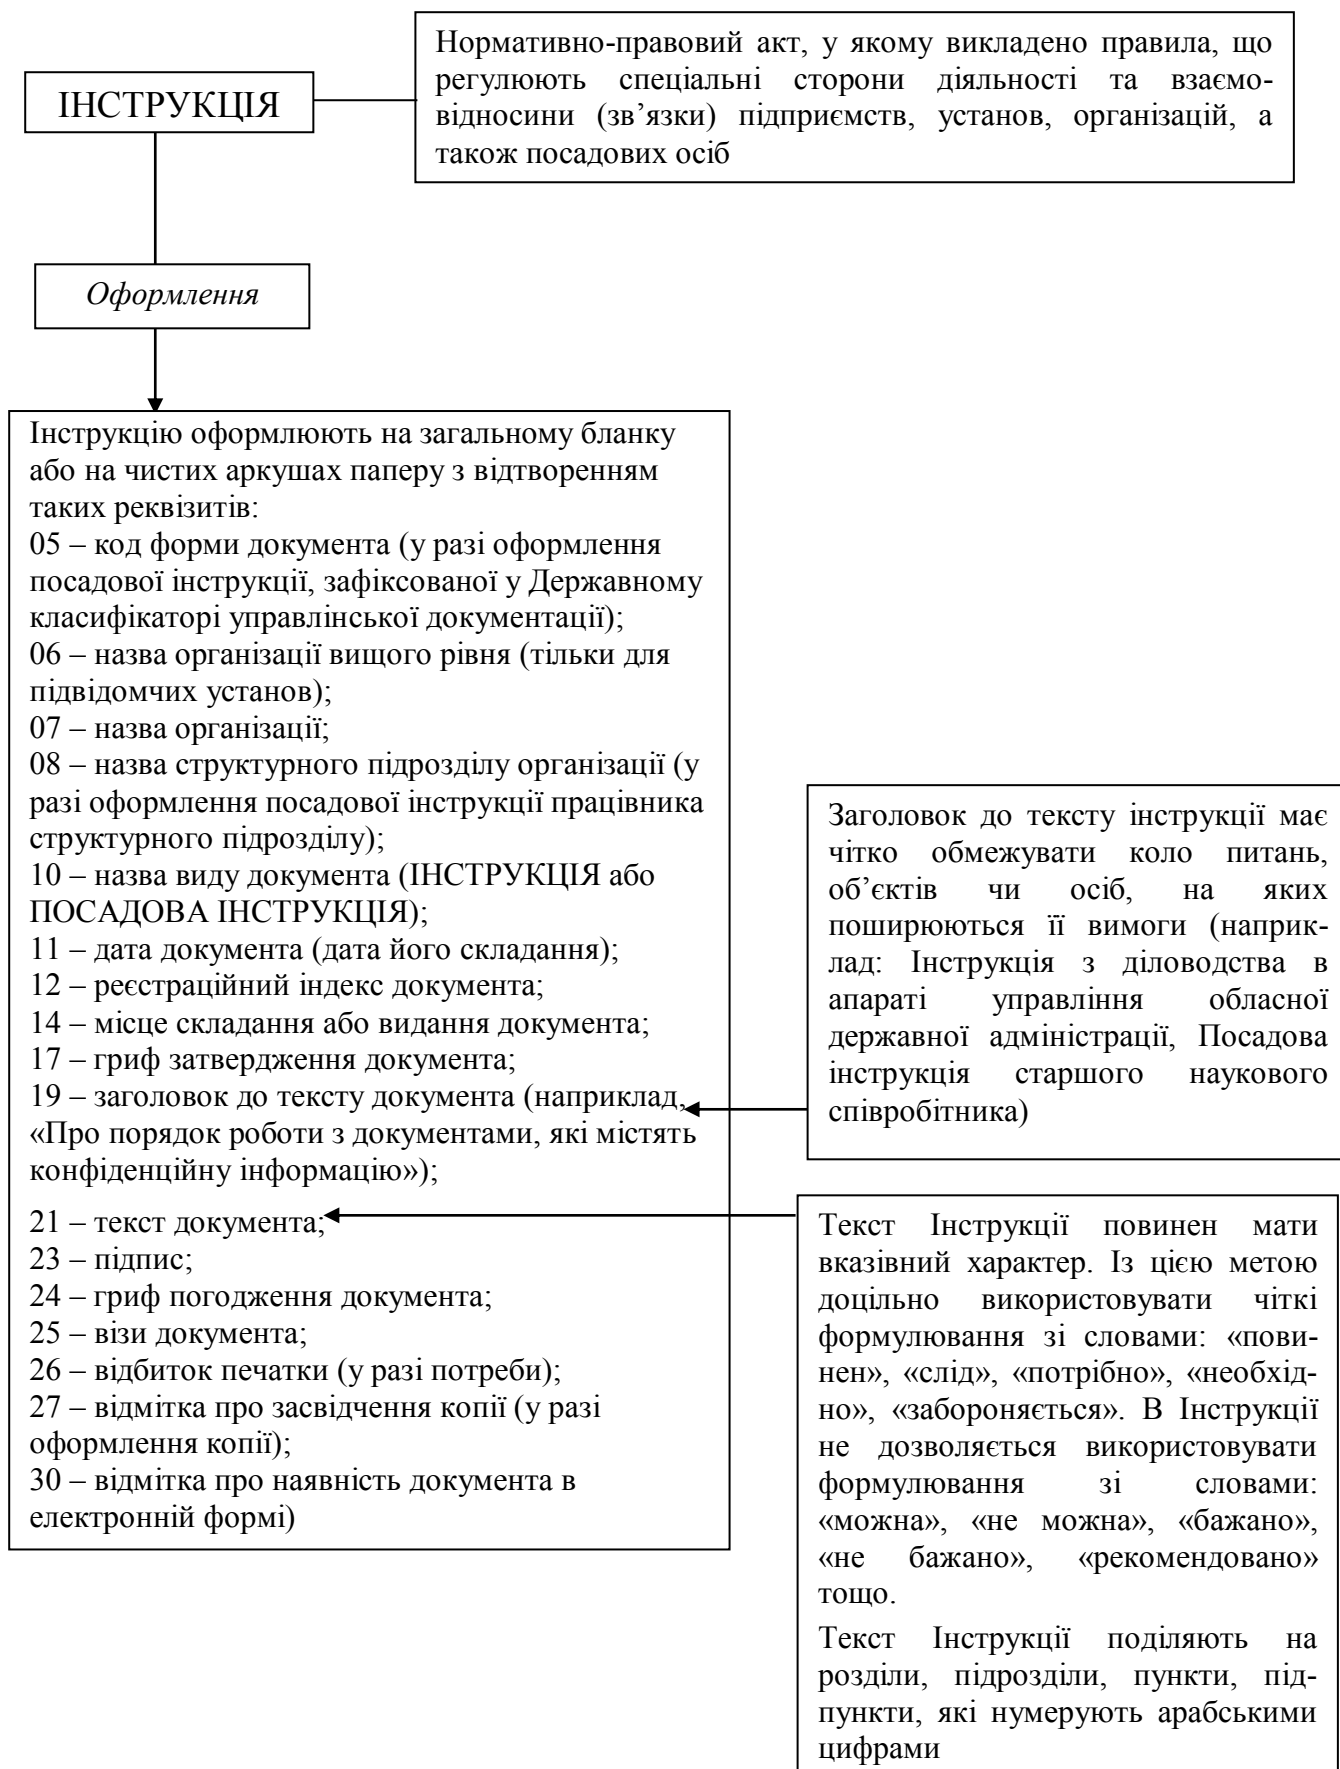 ІНСТРУКЦІЯ
Нормативно-правовий акт, у якому викладено правила, що
регулюють спеціальні сторони діяльності та взаємо-
відносини (зв’язки) підприємств, установ, організацій, а
також посадових осіб
Оформлення
Інструкцію оформлюють на загальному бланку
або на чистих аркушах паперу з відтворенням
таких реквізитів:
05 – код форми документа (у разі оформлення
посадової інструкції, зафіксованої у Державному
класифікаторі управлінської документації);
06 – назва організації вищого рівня (тільки для
підвідомчих установ);
07 – назва організації;
08 – назва структурного підрозділу організації (у
разі оформлення посадової інструкції працівника
структурного підрозділу);
10 – назва виду документа (ІНСТРУКЦІЯ або
ПОСАДОВА ІНСТРУКЦІЯ);
11 – дата документа (дата його складання);
12 – реєстраційний індекс документа;
14 – місце складання або видання документа;
17 – гриф затвердження документа;
19 – заголовок до тексту документа (наприклад,
«Про порядок роботи з документами, які містять
конфіденційну інформацію»);
21 – текст документа;
23 – підпис;
24 – гриф погодження документа;
25 – візи документа;
26 – відбиток печатки (у разі потреби);
27 – відмітка про засвідчення копії (у разі
оформлення копії);
30 – відмітка про наявність документа в
електронній формі)
Заголовок до тексту інструкції має
чітко обмежувати коло питань,
об’єктів чи осіб, на яких
поширюються її вимоги (наприк-
лад: Інструкція з діловодства в
апараті управління обласної
державної адміністрації, Посадова
інструкція старшого наукового
співробітника)
Текст Інструкції повинен мати
вказівний характер. Із цією метою
доцільно використовувати чіткі
формулювання зі словами: «пови-
нен», «слід», «потрібно», «необхід-
но», «забороняється». В Інструкції
не дозволяється використовувати
формулювання зі словами:
«можна», «не можна», «бажано»,
«не бажано», «рекомендовано»
тощо.
Текст Інструкції поділяють на
розділи, підрозділи, пункти, під-
пункти, які нумерують арабськими
цифрами